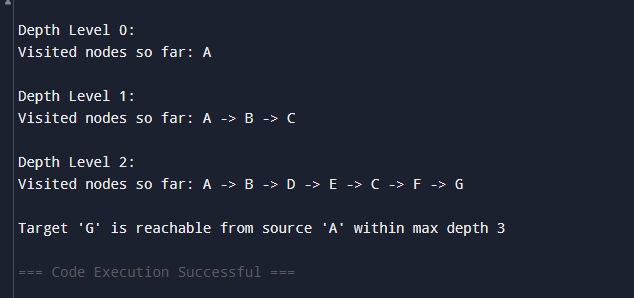 Depth Level 0:
Visited nodes so far: A
Depth Level 1:
Visited nodes so far: A -> B -> C
Depth Level 2:
Visited nodes so far: A -> B -> D -> E -> C -> F -> G
Target 'G' is reachable from source 'A' within max depth 3
=== Code Execution Successful ===